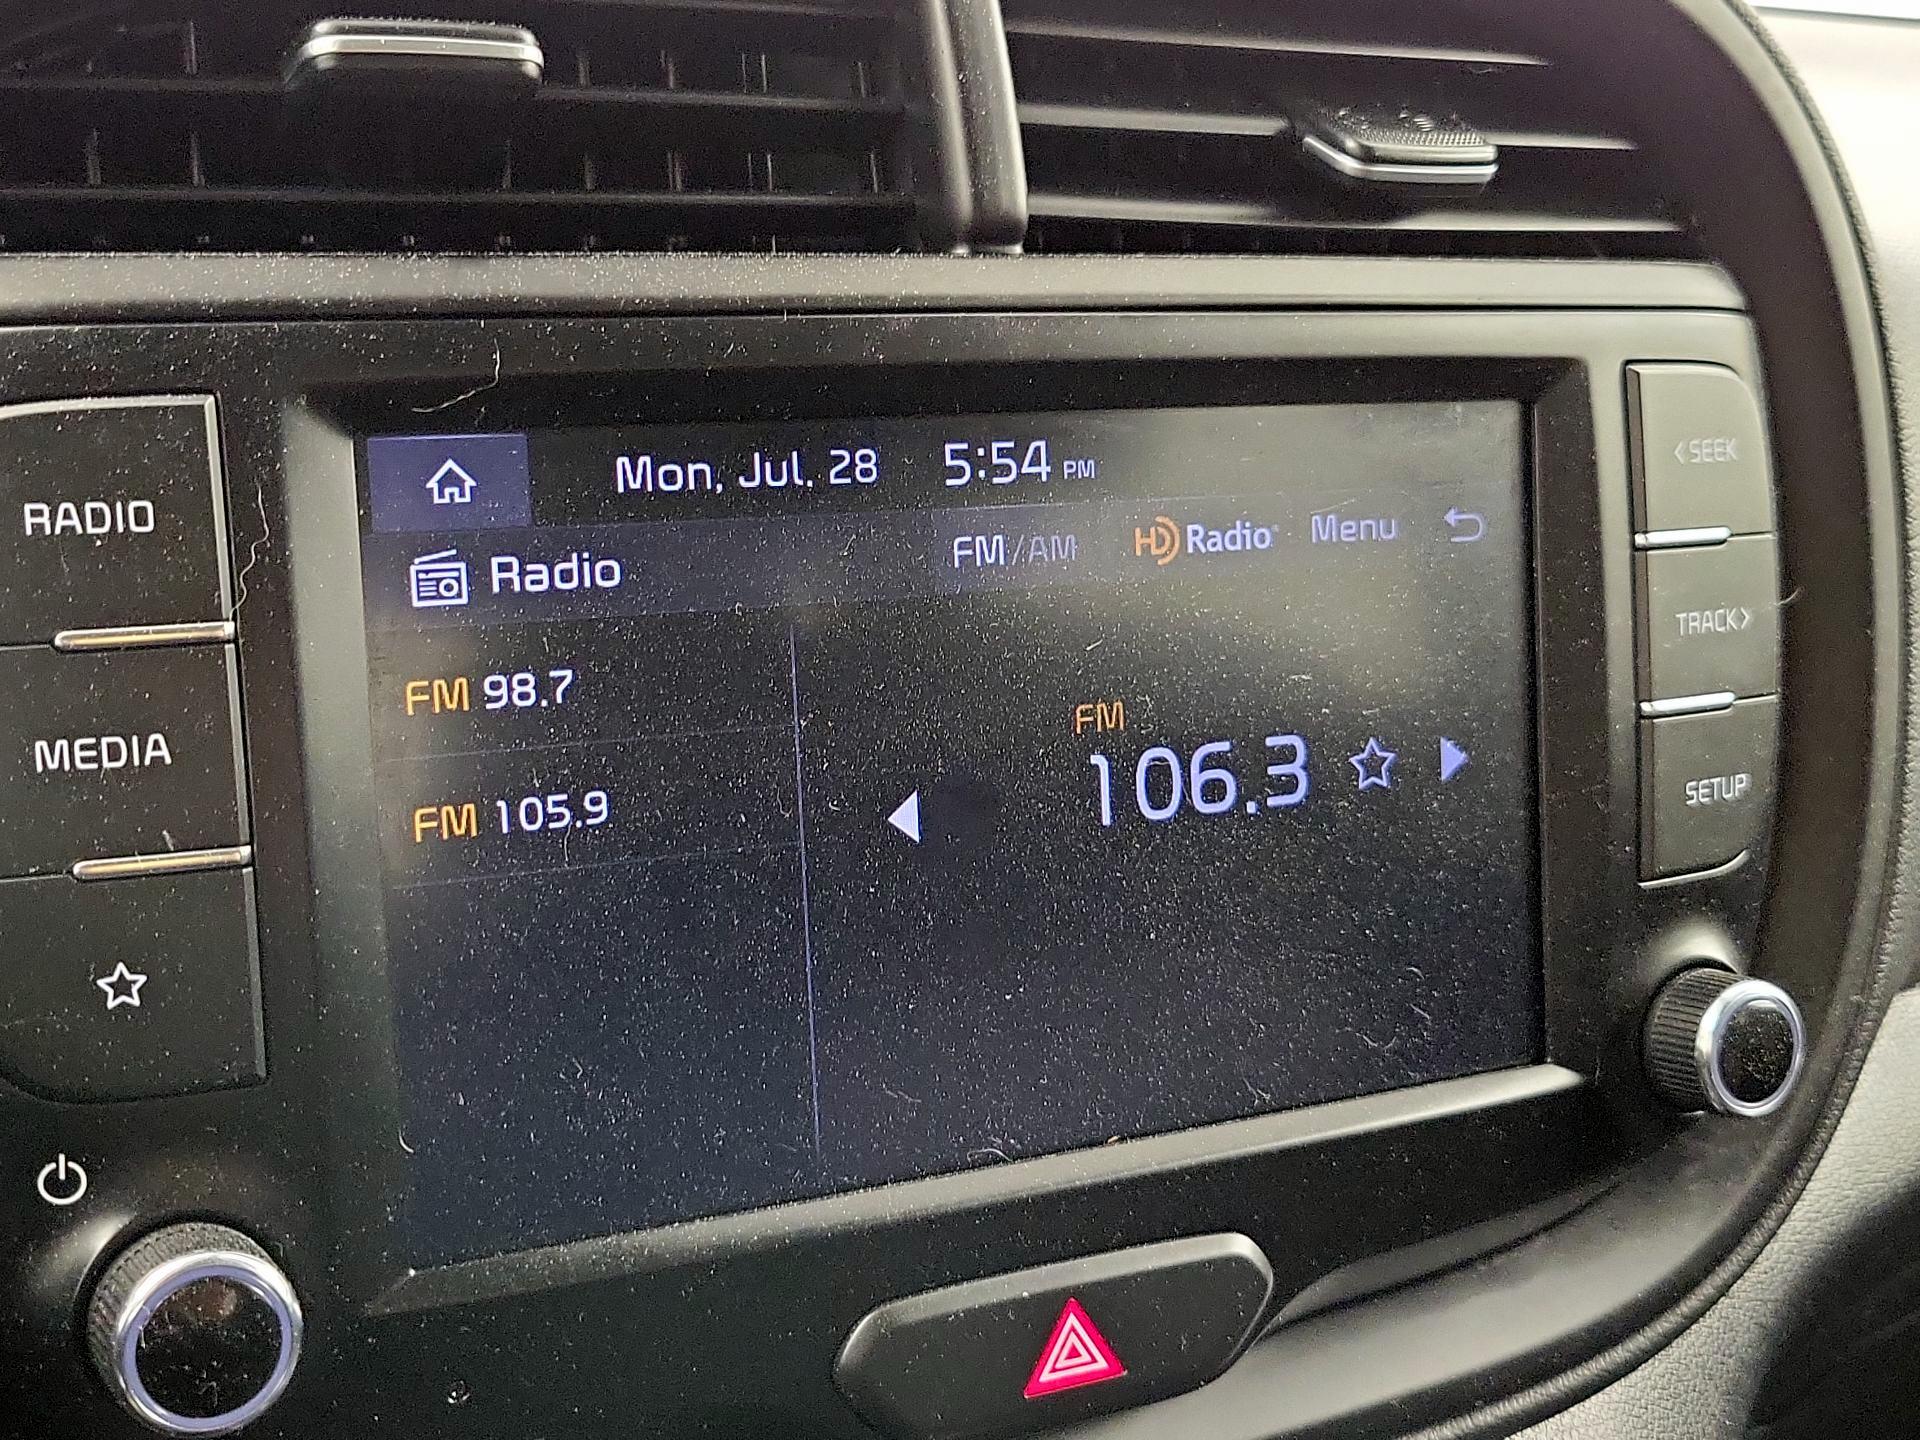 Mon, Jul. 28 5:54 PM
Radio FM/AM HD Radio Menu
FM 98.7
FM 105.9
FM
106.3
RADIO
MEDIA
< SEEK
TRACK >
SETUP